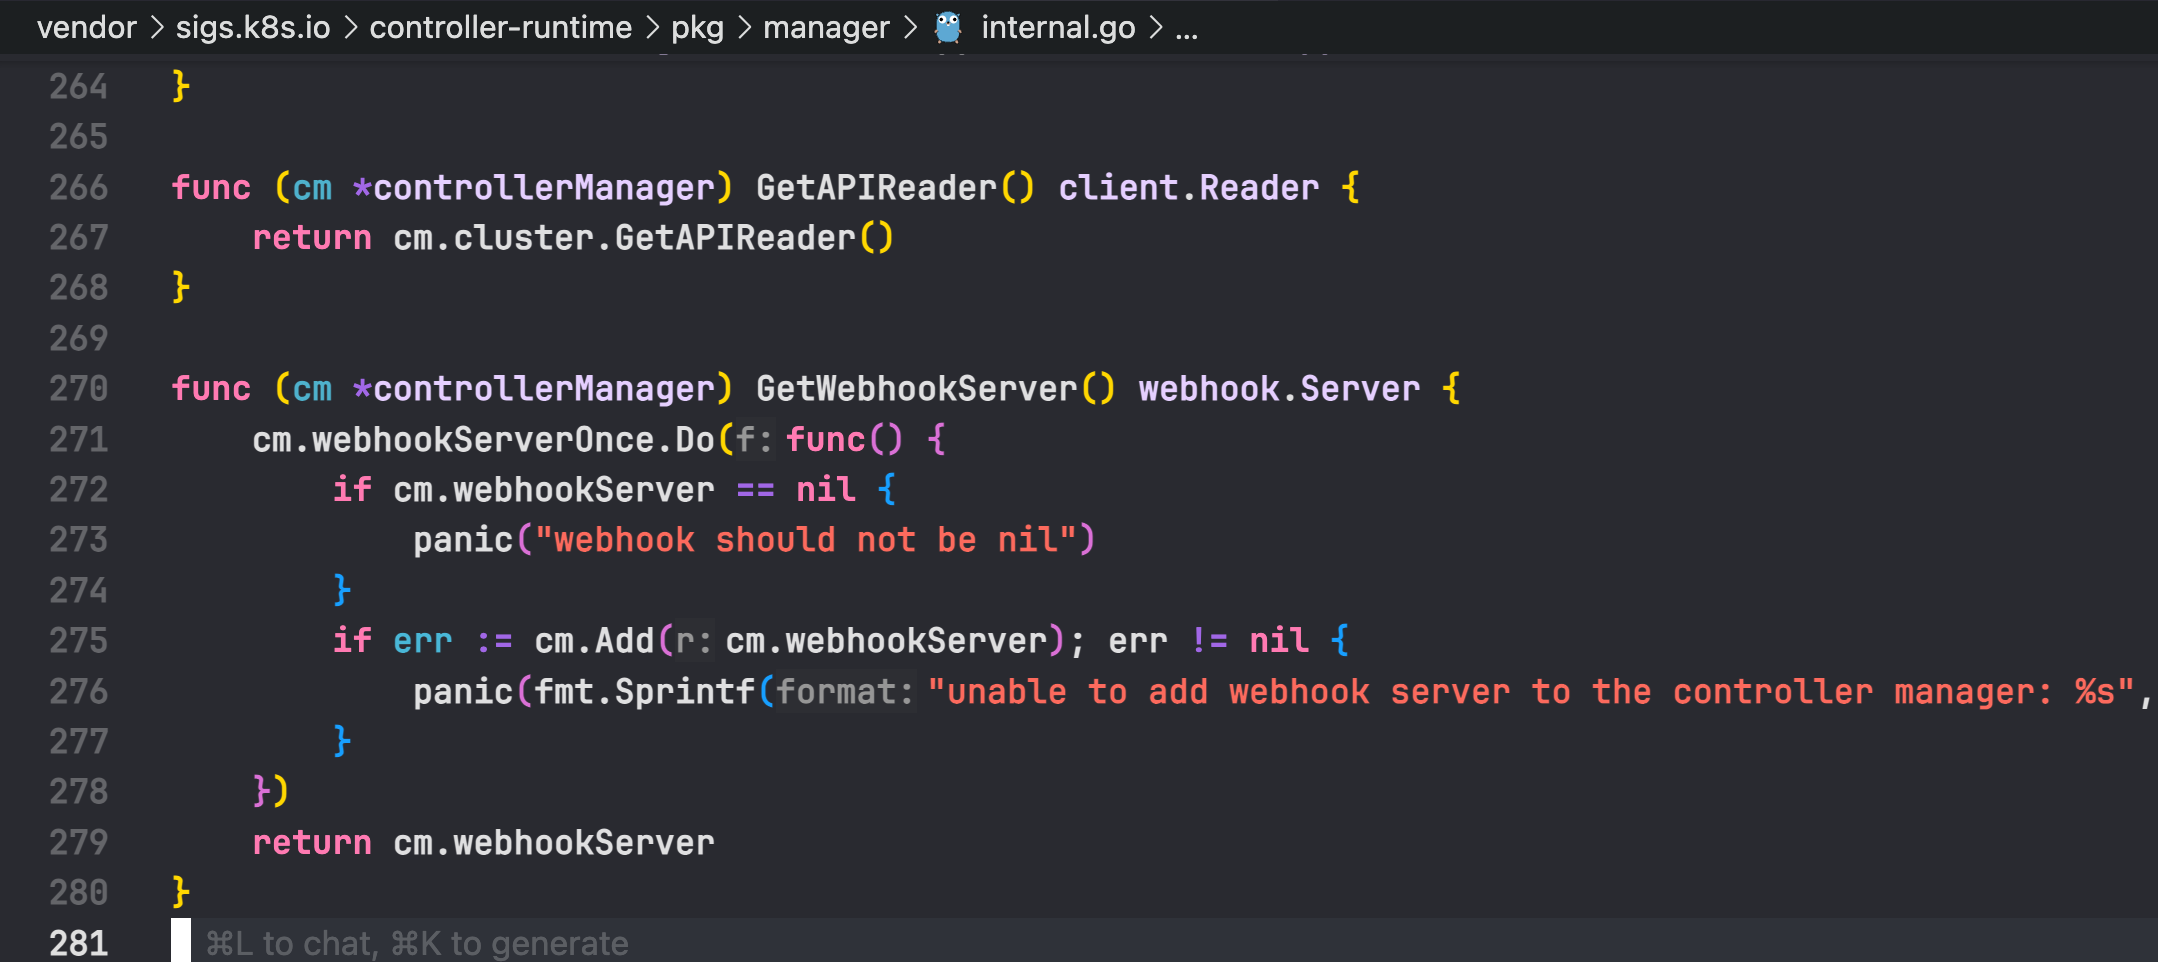 vendor > sigs.k8s.io > controller-runtime > pkg > manager > internal.go > ...
264 }
265
266 func (cm *controllerManager) GetAPIReader() client.Reader {
267     return cm.cluster.GetAPIReader()
268 }
269
270 func (cm *controllerManager) GetWebhookServer() webhook.Server {
271     cm.webhookServerOnce.Do(f: func() {
272         if cm.webhookServer == nil {
273             panic("webhook should not be nil")
274         }
275         if err := cm.Add(r: cm.webhookServer); err != nil {
276             panic(fmt.Sprintf(format: "unable to add webhook server to the controller manager: %s",
277         }
278     })
279     return cm.webhookServer
280 }
281 ⌘L to chat, ⌘K to generate